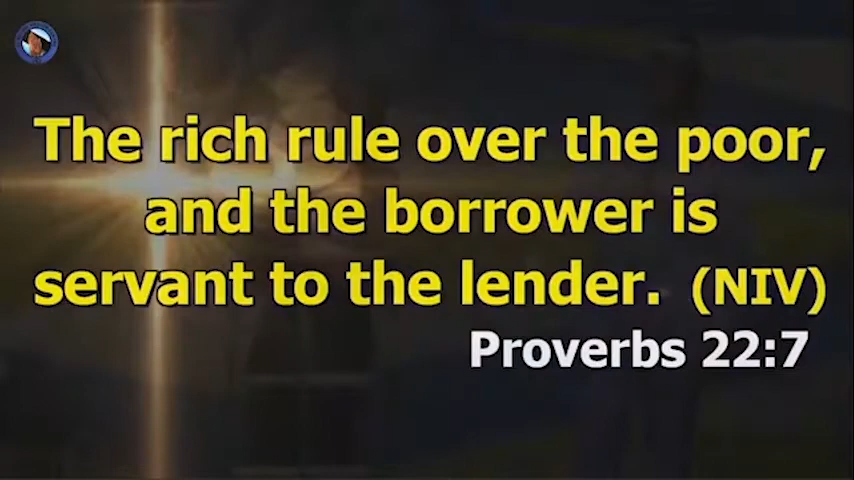 The rich rule over the poor,
and the borrower is
servant to the lender. (NIV)
Proverbs 22:7